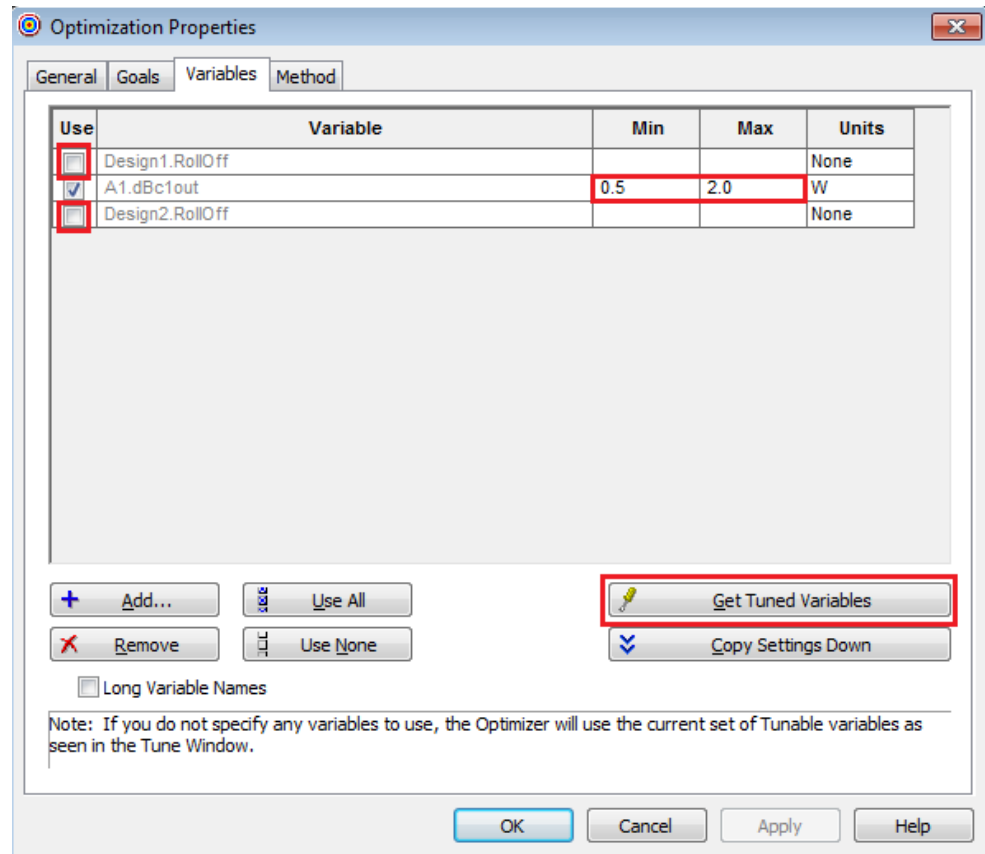 Optimization Properties
General Goals Variables Method
Use Variable Min Max Units
Design1.RollOff None
A1.dBc1out 0.5 2.0 W
Design2.RollOff None
Add... Use All Get Tuned Variables
Remove Use None Copy Settings Down
Long Variable Names
Note: If you do not specify any variables to use, the Optimizer will use the current set of Tunable variables as
seen in the Tune Window.
OK Cancel Apply Help